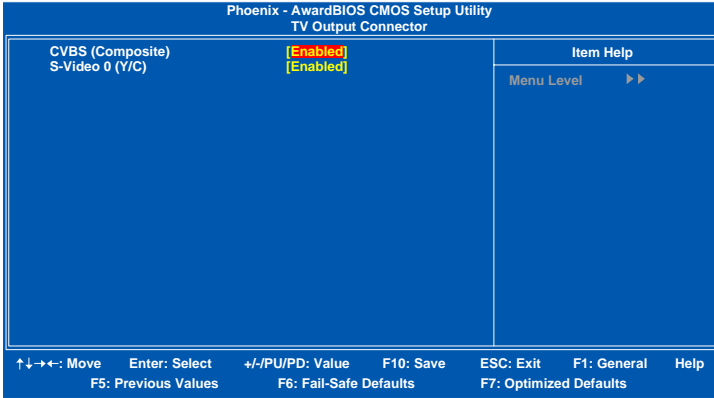 Phoenix - AwardBIOS CMOS Setup Utility
TV Output Connector
CVBS (Composite) [Enabled]
S-Video 0 (Y/C) [Enabled]
Item Help
Menu Level ▶▶
↑↓→←: Move Enter: Select +/-/PU/PD: Value F10: Save ESC: Exit F1: General Help
F5: Previous Values F6: Fail-Safe Defaults F7: Optimized Defaults